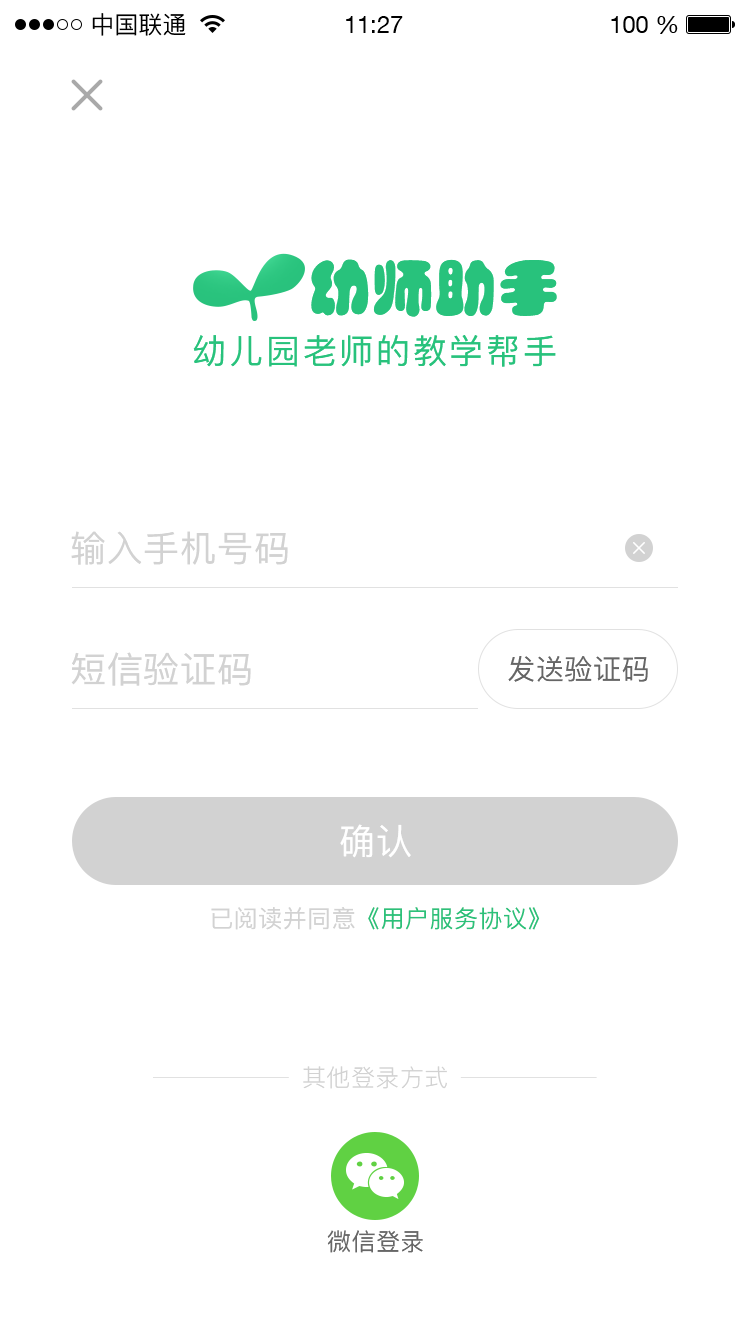 中国联通 11:27 100 %
幼师助手
幼儿园老师的教学帮手
输入手机号码
短信验证码 发送验证码
确认
已阅读并同意《用户服务协议》
其他登录方式
微信登录